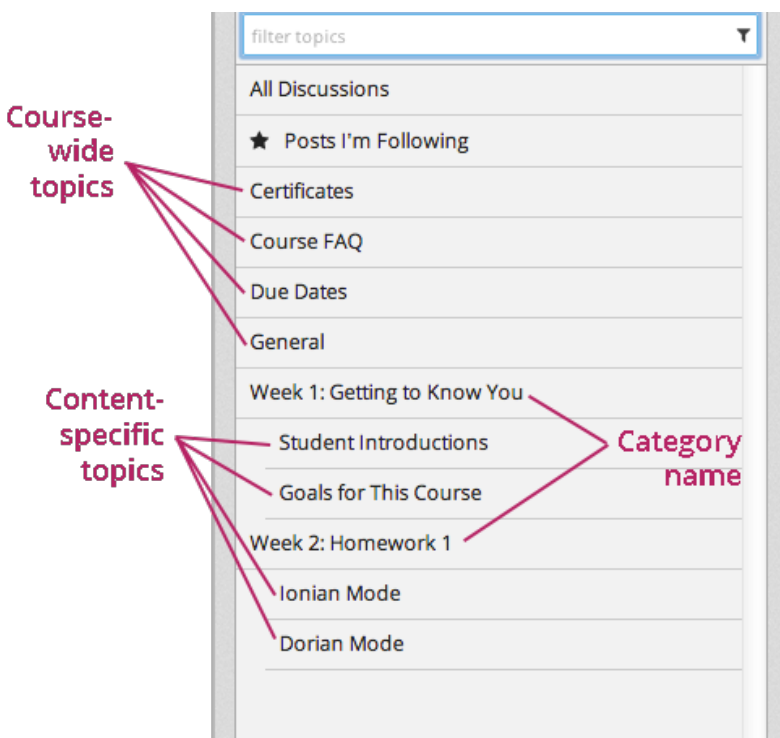 filter topics
All Discussions
★ Posts I'm Following
Course-
wide
topics
Certificates
Course FAQ
Due Dates
General
Week 1: Getting to Know You
Content-
specific
topics
Student Introductions
Category
name
Goals for This Course
Week 2: Homework 1
Ionian Mode
Dorian Mode